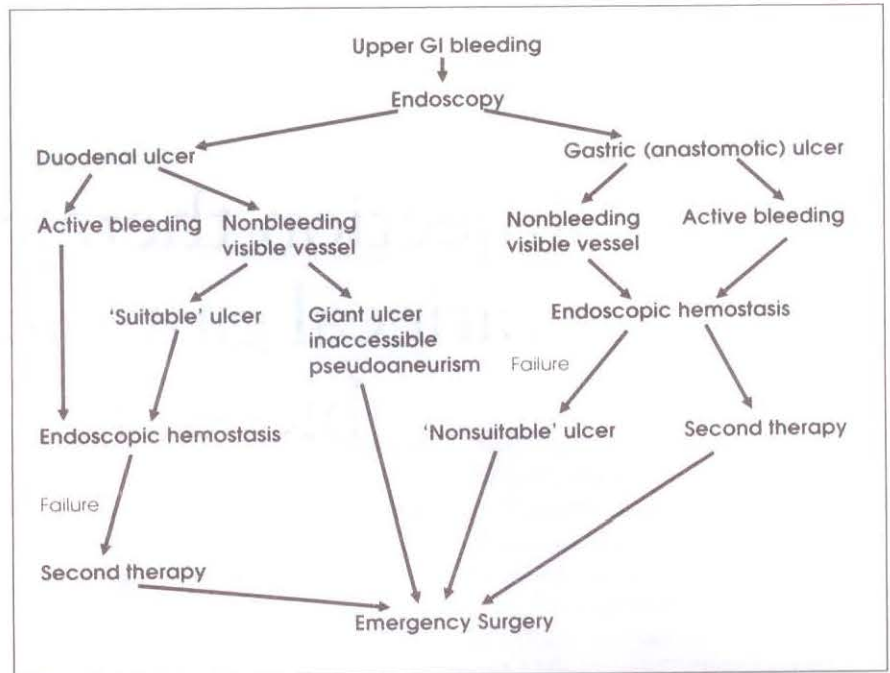 Upper GI bleeding
Endoscopy
Duodenal ulcer
Gastric (anastomotic) ulcer
Active bleeding
Nonbleeding
visible vessel
Nonbleeding
visible vessel
Active bleeding
'Suitable' ulcer
Giant ulcer
inaccessible
pseudoaneurism
Endoscopic hemostasis
Failure
Endoscopic hemostasis
'Nonsuitable' ulcer
Second therapy
Failure
Second therapy
Emergency Surgery